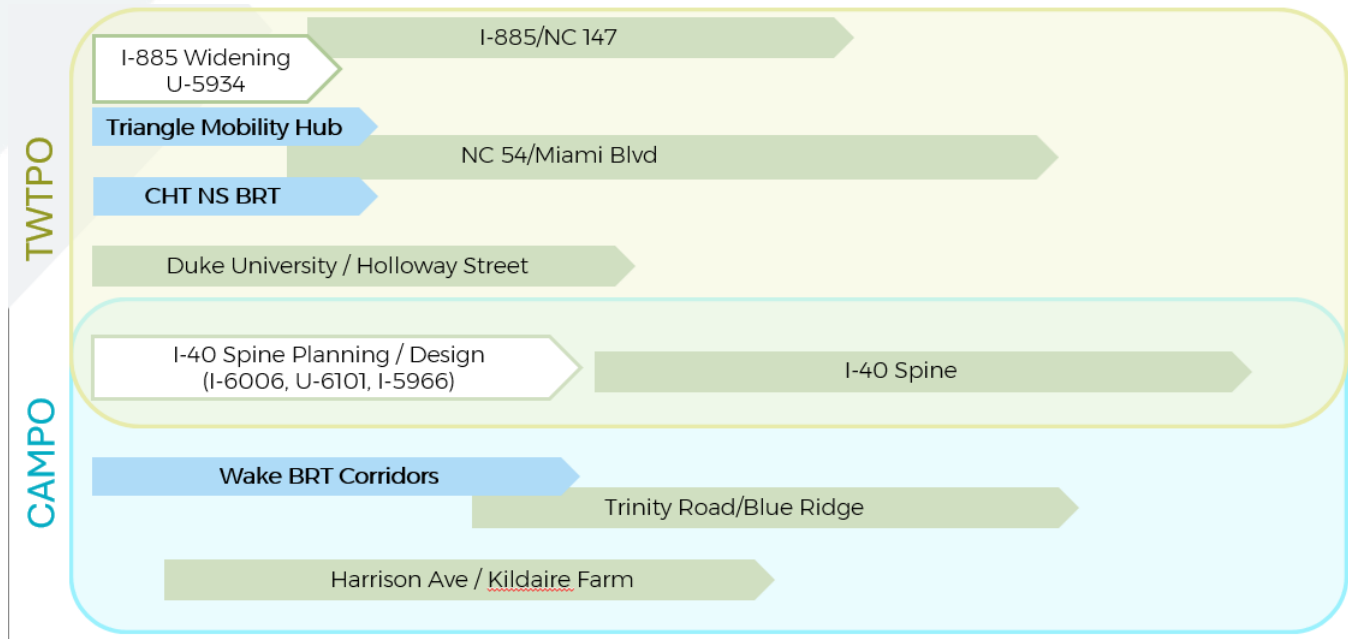 TWTPO
I-885/NC 147
I-885 Widening
U-5934
Triangle Mobility Hub
NC 54/Miami Blvd
CHT NS BRT
Duke University / Holloway Street
CAMPO
I-40 Spine Planning / Design
(I-6006, U-6101, I-5966)
I-40 Spine
Wake BRT Corridors
Trinity Road/Blue Ridge
Harrison Ave / Kildaire Farm